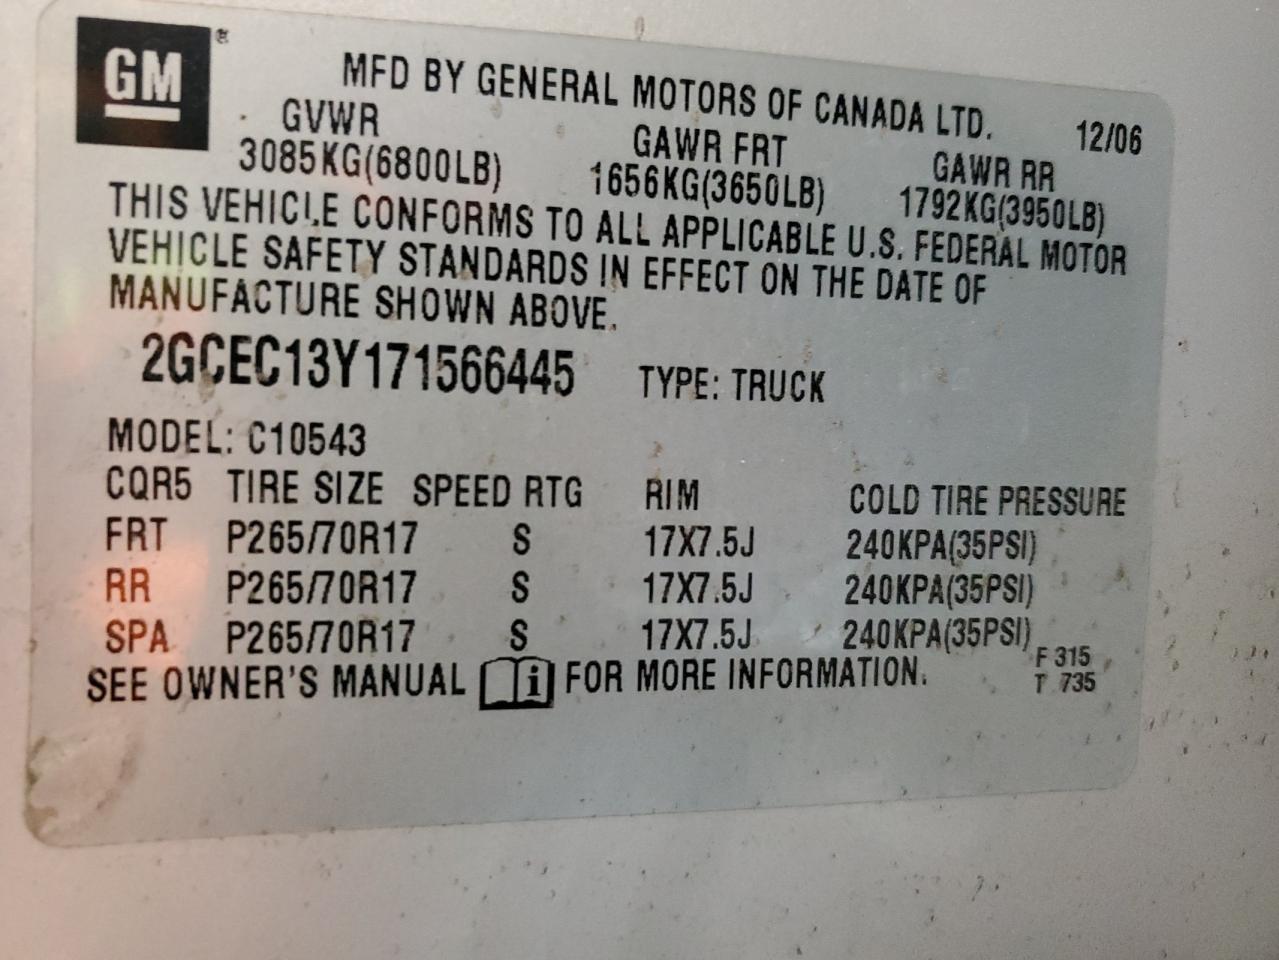 GM®
MFD BY GENERAL MOTORS OF CANADA LTD. 12/06
GVWR GAWR FRT GAWR RR
3085KG(6800LB) 1656KG(3650LB) 1792KG(3950LB)
THIS VEHICLE CONFORMS TO ALL APPLICABLE U.S. FEDERAL MOTOR
VEHICLE SAFETY STANDARDS IN EFFECT ON THE DATE OF
MANUFACTURE SHOWN ABOVE.
2GCEC13Y171566445 TYPE: TRUCK
MODEL: C10543
CQR5 TIRE SIZE SPEED RTG RIM COLD TIRE PRESSURE
FRT P265/70R17 S 17X7.5J 240KPA(35PSI)
RR P265/70R17 S 17X7.5J 240KPA(35PSI)
SPA P265/70R17 S 17X7.5J 240KPA(35PSI)
SEE OWNER'S MANUAL i FOR MORE INFORMATION.
F 315
T 735